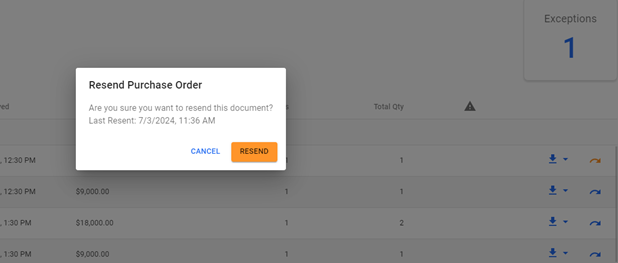 Exceptions
1
Resend Purchase Order
Are you sure you want to resend this document?
Last Resent: 7/3/2024, 11:36 AM
CANCEL
RESEND
Total Qty
, 12:30 PM 1
, 12:30 PM $9,000.00 1 1
, 1:30 PM $18,000.00 1 2
, 1:30 PM $9,000.00 1 1